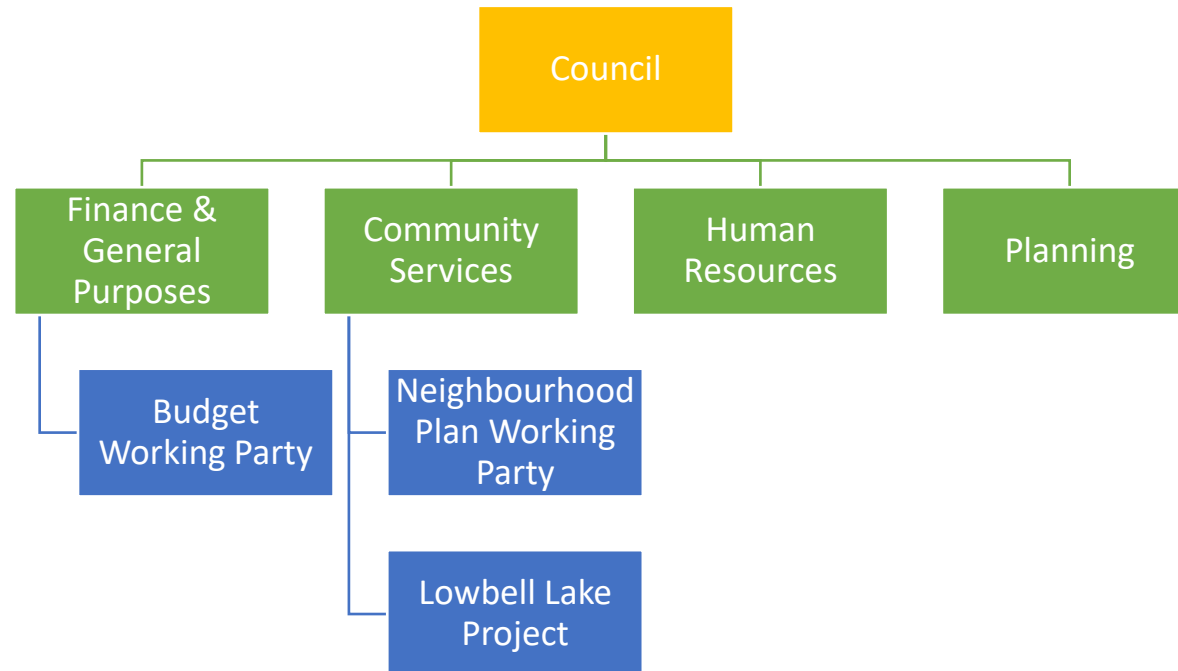 Council
Finance &
General
Purposes
Community
Services
Human
Resources
Planning
Budget
Working Party
Neighbourhood
Plan Working
Party
Lowbell Lake
Project